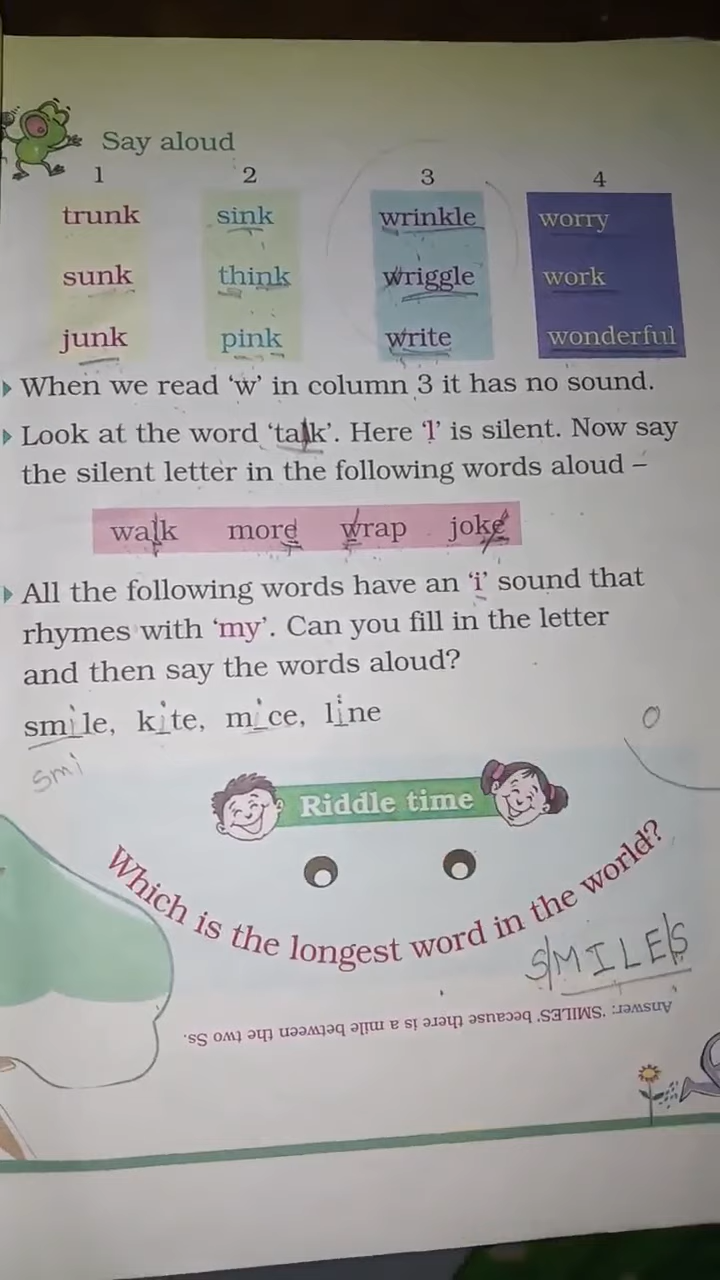 Say aloud
1 2 3 4
trunk sink wrinkle worry
sunk think wriggle work
junk pink write wonderful
When we read ‘w’ in column 3 it has no sound.
Look at the word ‘talk’. Here ‘l’ is silent. Now say
the silent letter in the following words aloud –
walk more wrap joke
All the following words have an ‘i’ sound that
rhymes with ‘my’. Can you fill in the letter
and then say the words aloud?
smile, kite, mice, line
smi
Riddle time
Which is the longest word in the world?
SMILES
Answer: ‘SMILES’ because there is a mile between the two Ss.